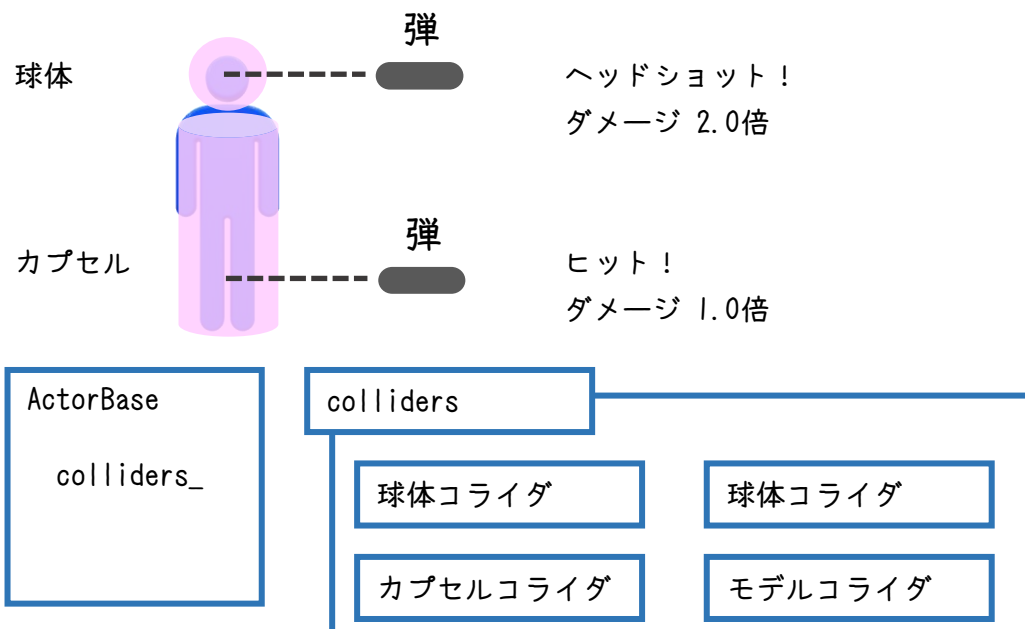 弾
球体
ヘッドショット！
ダメージ 2.0倍
弾
カプセル
ヒット！
ダメージ 1.0倍
ActorBase
colliders_
colliders
球体コライダ
球体コライダ
カプセルコライダ
モデルコライダ